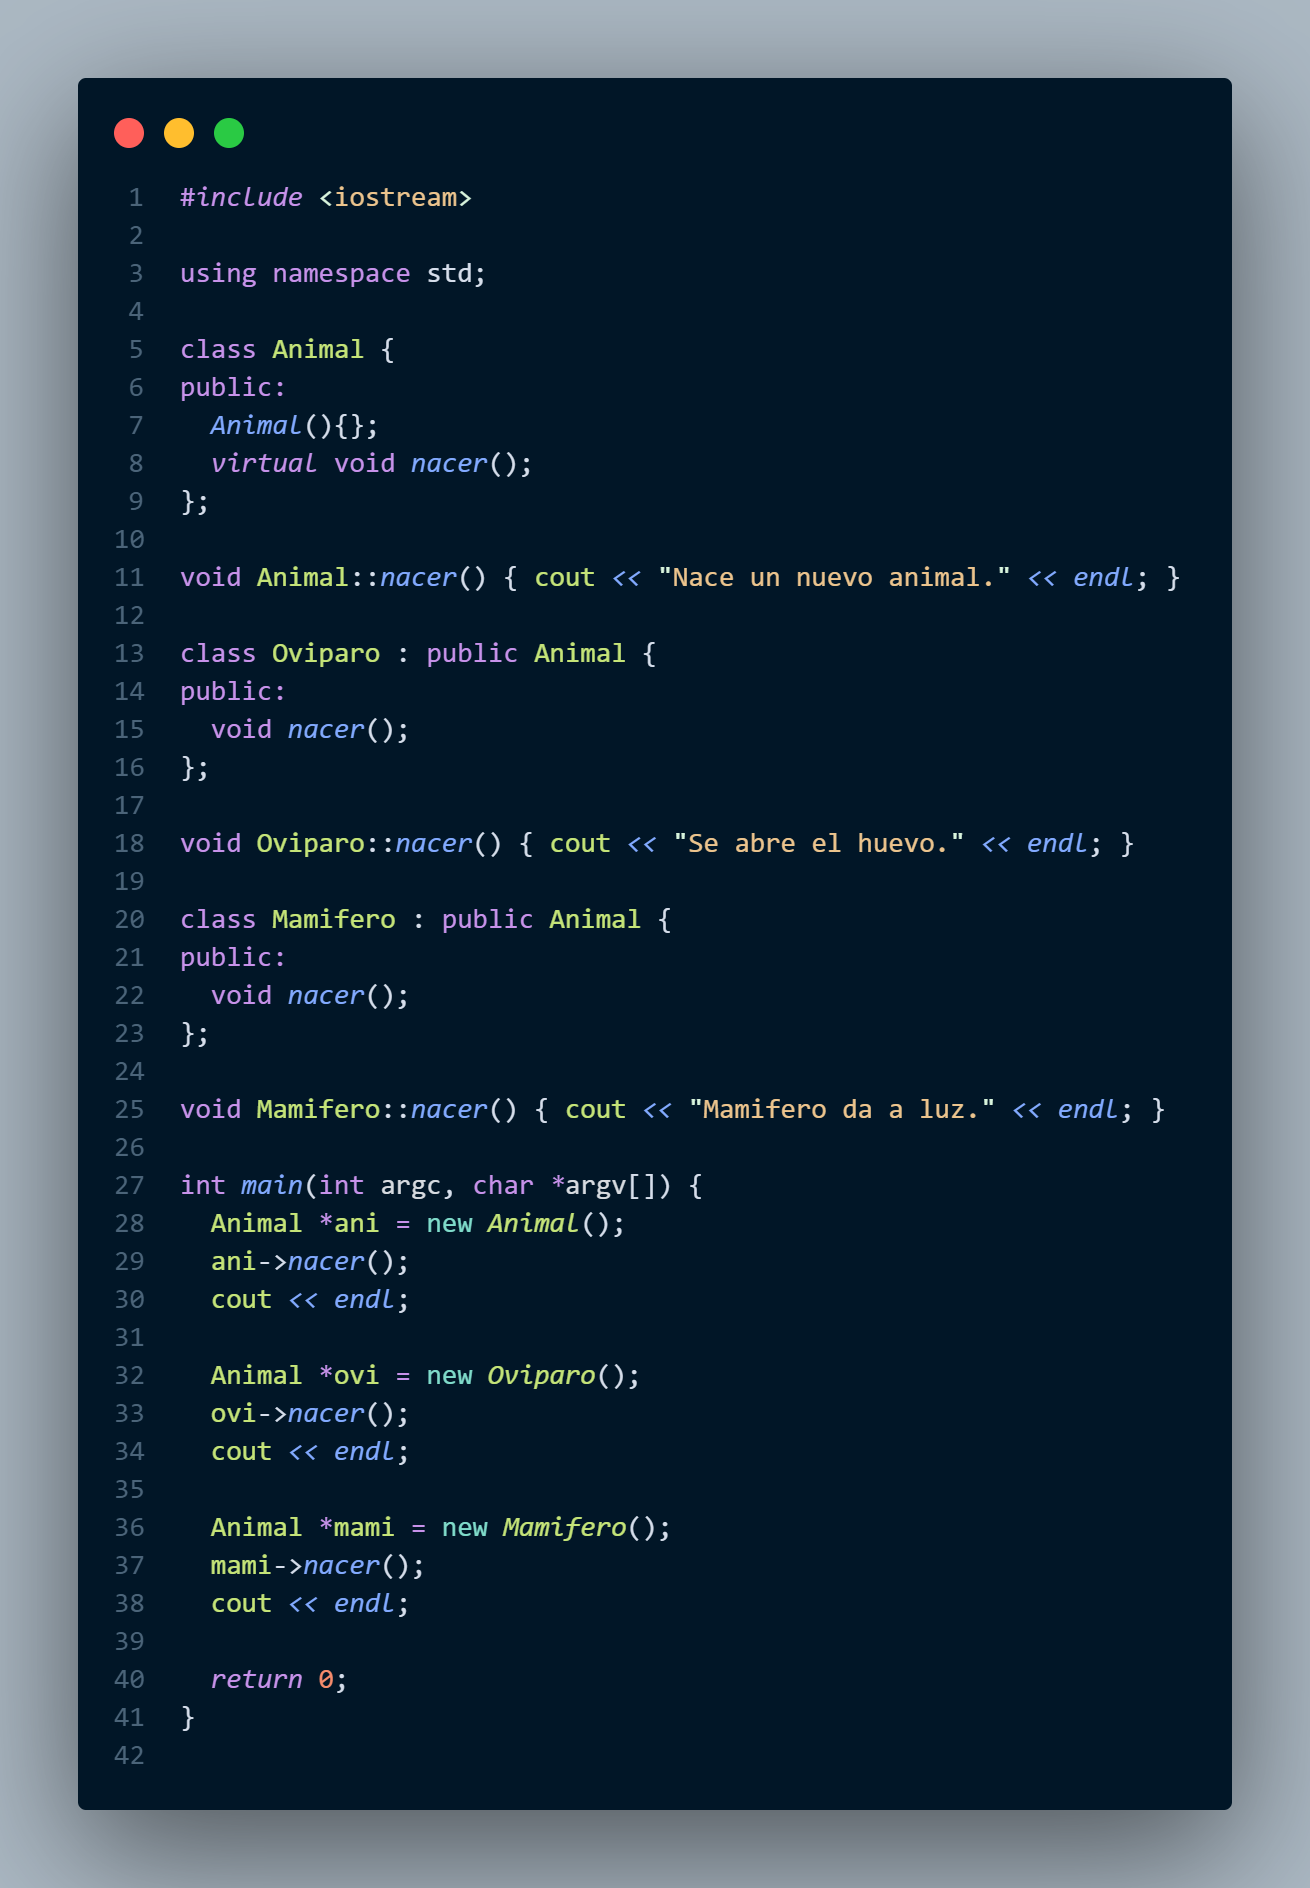 1 #include <iostream>
2
3 using namespace std;
4
5 class Animal {
6 public:
7   Animal(){};
8   virtual void nacer();
9 };
10
11 void Animal::nacer() { cout << "Nace un nuevo animal." << endl; }
12
13 class Oviparo : public Animal {
14 public:
15   void nacer();
16 };
17
18 void Oviparo::nacer() { cout << "Se abre el huevo." << endl; }
19
20 class Mamifero : public Animal {
21 public:
22   void nacer();
23 };
24
25 void Mamifero::nacer() { cout << "Mamifero da a luz." << endl; }
26
27 int main(int argc, char *argv[]) {
28   Animal *ani = new Animal();
29   ani->nacer();
30   cout << endl;
31
32   Animal *ovi = new Oviparo();
33   ovi->nacer();
34   cout << endl;
35
36   Animal *mami = new Mamifero();
37   mami->nacer();
38   cout << endl;
39
40   return 0;
41 }
42